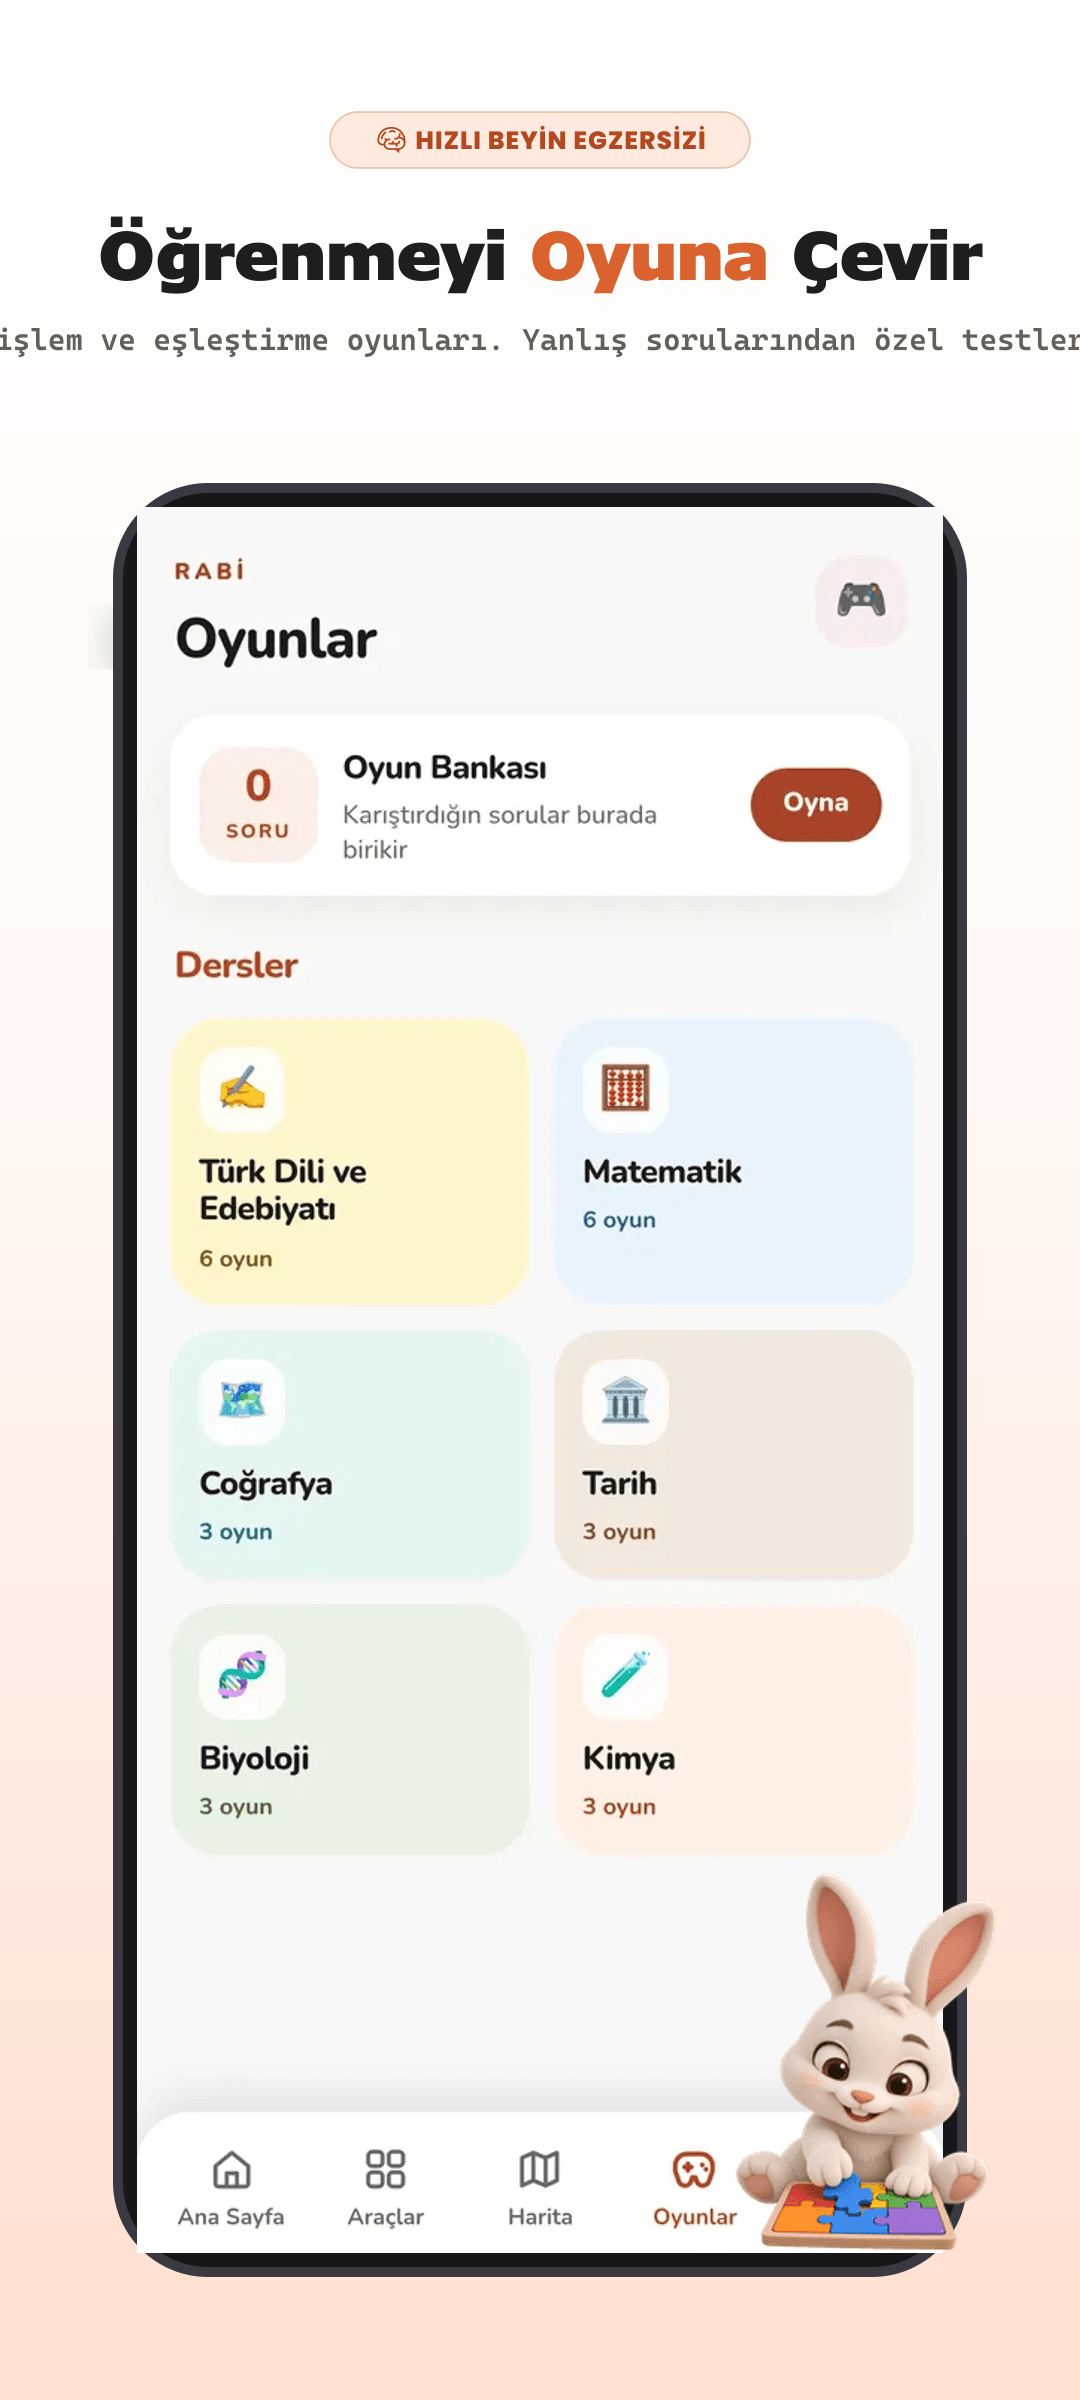 HIZLI BEYİN EGZERSİZİ
Öğrenmeyi Oyuna Çevir
işlem ve eşleştirme oyunları. Yanlış sorularından özel testler
RABİ
Oyunlar
0
SORU
Oyun Bankası
Karıştırdığın sorular burada
birikir
Oyna
Dersler
Türk Dili ve
Edebiyatı
6 oyun
Matematik
6 oyun
Coğrafya
3 oyun
Tarih
3 oyun
Biyoloji
3 oyun
Kimya
3 oyun
Ana Sayfa
Araçlar
Harita
Oyunlar